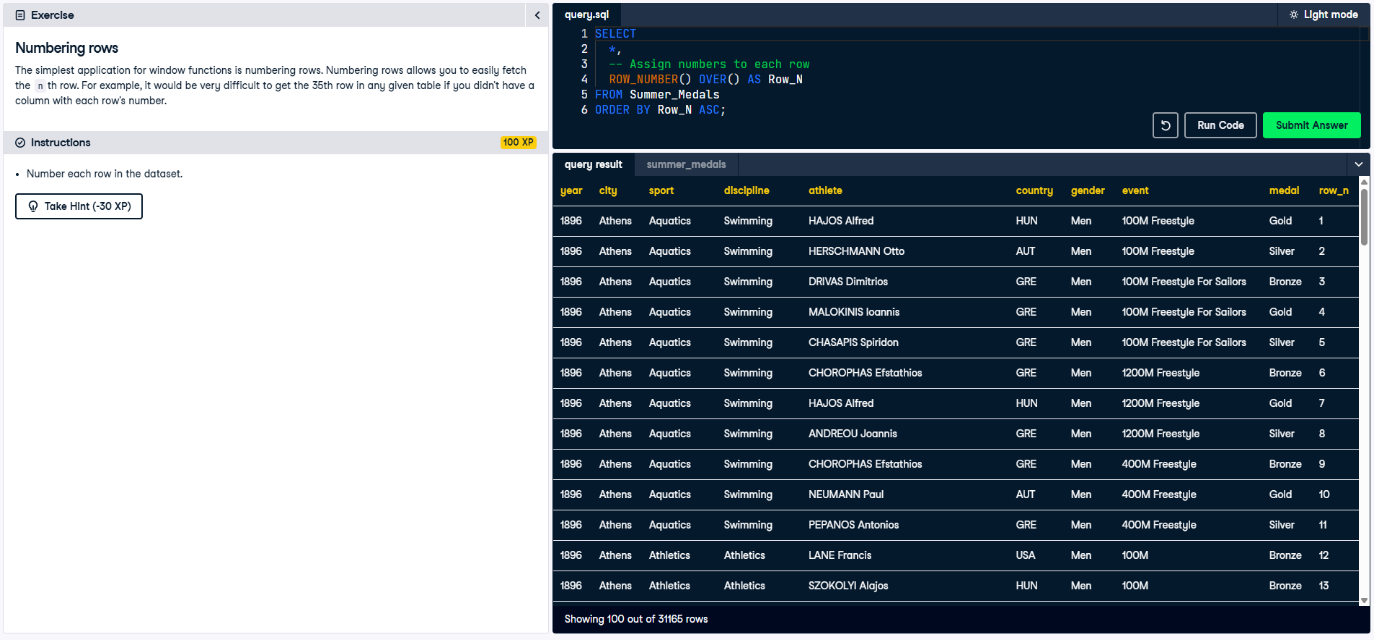 Exercise
Numbering rows
The simplest application for window functions is numbering rows. Numbering rows allows you to easily fetch
the n th row. For example, it would be very difficult to get the 35th row in any given table if you didn't have a
column with each row's number.
Instructions
100 XP
• Number each row in the dataset.
Take Hint (-30 XP)
query.sql
Light mode
1 SELECT
2 *,
3 -- Assign numbers to each row
4 ROW_NUMBER() OVER() AS Row_N
5 FROM Summer_Medals
6 ORDER BY Row_N ASC;
Run Code
Submit Answer
query result
summer_medals
year city sport discipline athlete country gender event medal row_n
1896 Athens Aquatics Swimming HAJOS Alfred HUN Men 100M Freestyle Gold 1
1896 Athens Aquatics Swimming HERSCHMANN Otto AUT Men 100M Freestyle Silver 2
1896 Athens Aquatics Swimming DRIVAS Dimitrios GRE Men 100M Freestyle For Sailors Bronze 3
1896 Athens Aquatics Swimming MALOKINIS Ioannis GRE Men 100M Freestyle For Sailors Gold 4
1896 Athens Aquatics Swimming CHASAPIS Spiridon GRE Men 100M Freestyle For Sailors Silver 5
1896 Athens Aquatics Swimming CHOROPHAS Efstathios GRE Men 1200M Freestyle Bronze 6
1896 Athens Aquatics Swimming HAJOS Alfred HUN Men 1200M Freestyle Gold 7
1896 Athens Aquatics Swimming ANDREOU Joannis GRE Men 1200M Freestyle Silver 8
1896 Athens Aquatics Swimming CHOROPHAS Efstathios GRE Men 400M Freestyle Bronze 9
1896 Athens Aquatics Swimming NEUMANN Paul AUT Men 400M Freestyle Gold 10
1896 Athens Aquatics Swimming PEPANOS Antonios GRE Men 400M Freestyle Silver 11
1896 Athens Athletics Athletics LANE Francis USA Men 100M Bronze 12
1896 Athens Athletics Athletics SZOKOLYI Alajos HUN Men 100M Bronze 13
Showing 100 out of 31165 rows